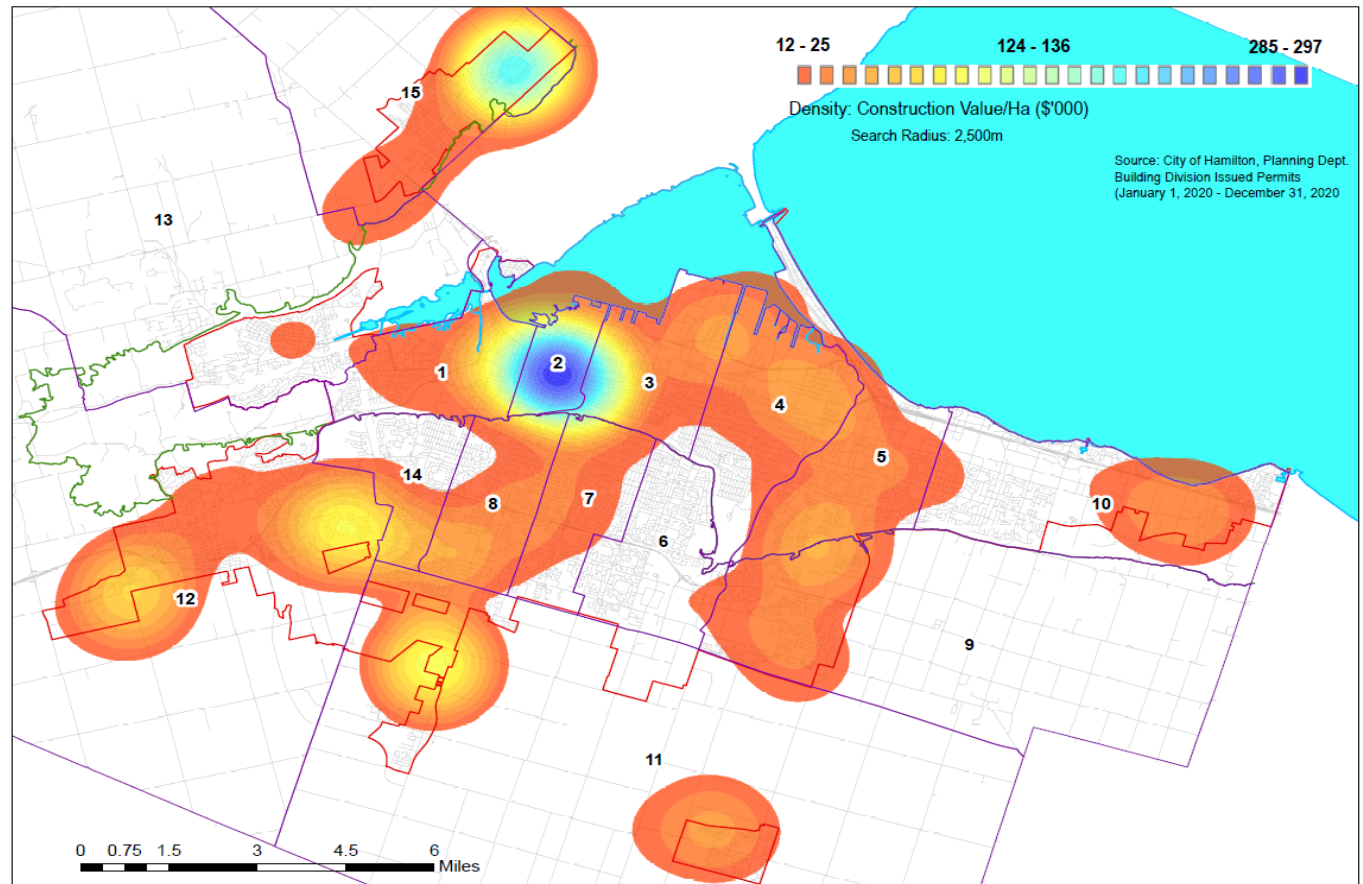 12 - 25 124 - 136 285 - 297
Density: Construction Value/Ha ($'000)
Search Radius: 2,500m
Source: City of Hamilton, Planning Dept.
Building Division Issued Permits
(January 1, 2020 - December 31, 2020
15
13
2
1
3
4
5
14
8
7
10
6
12
9
11
0 0.75 1.5 3 4.5 6
Miles